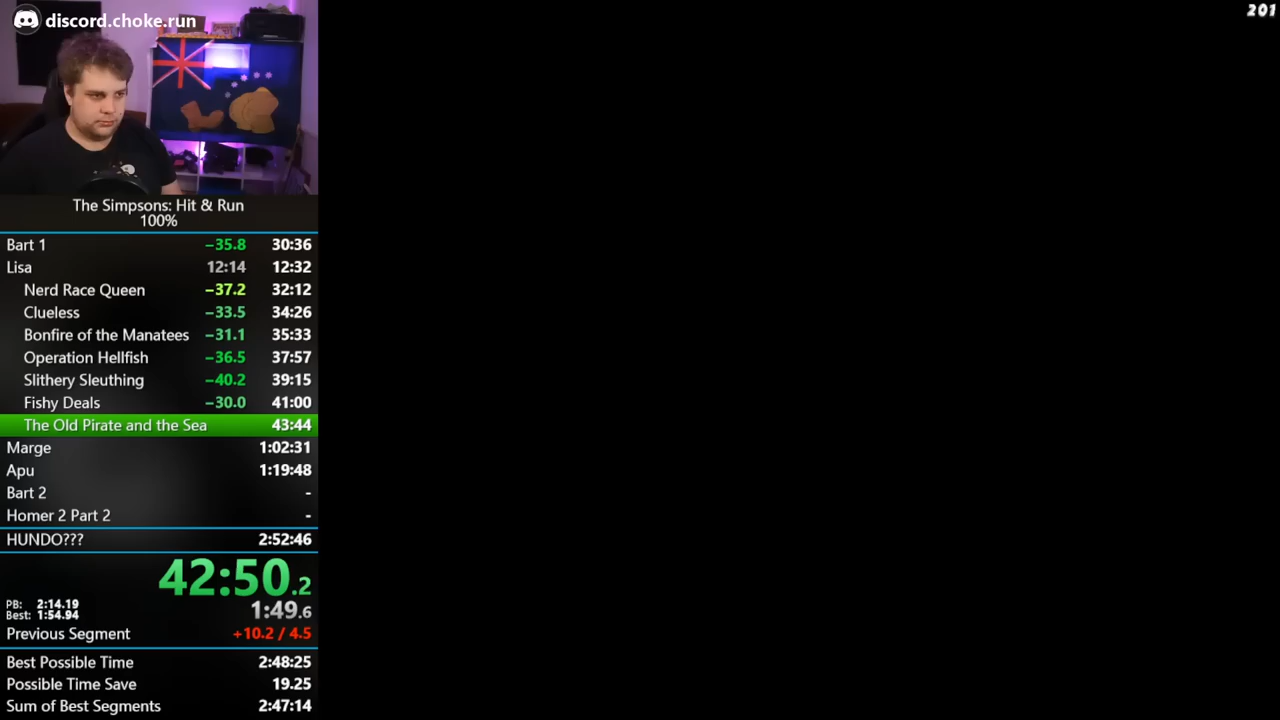 discord.choke.run
201
The Simpsons: Hit & Run
100%
Bart 1 -35.8 30:36
Lisa 12:14 12:32
Nerd Race Queen -37.2 32:12
Clueless -33.5 34:26
Bonfire of the Manatees -31.1 35:33
Operation Hellfish -36.5 37:57
Slithery Sleuthing -40.2 39:15
Fishy Deals -30.0 41:00
The Old Pirate and the Sea 43:44
Marge 1:02:31
Apu 1:19:48
Bart 2 -
Homer 2 Part 2 -
HUNDO??? 2:52:46
42:50.2
PB: 2:14.19 1:49.6
Best: 1:54.94
Previous Segment +10.2 / 4.5
Best Possible Time 2:48:25
Possible Time Save 19.25
Sum of Best Segments 2:47:14